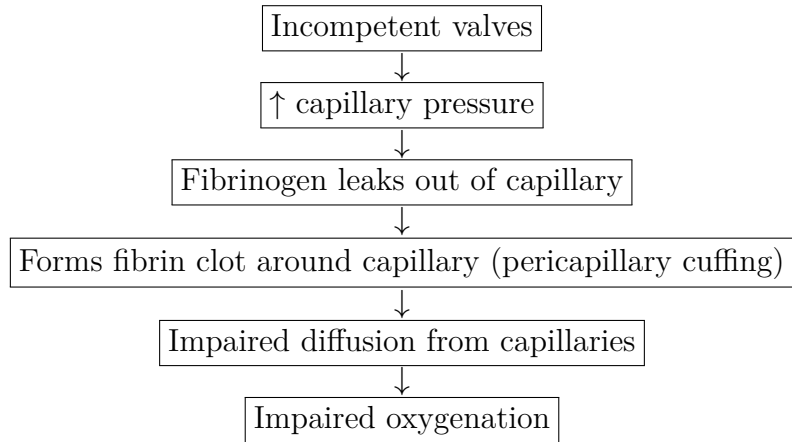 Incompetent valves
↑ capillary pressure
Fibrinogen leaks out of capillary
Forms fibrin clot around capillary (pericapillary cuffing)
Impaired diffusion from capillaries
Impaired oxygenation